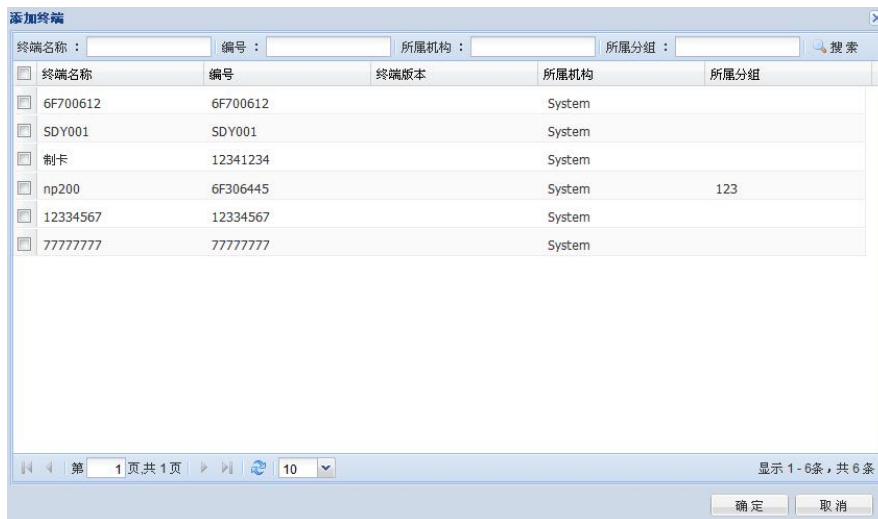 添加终端
终端名称 : 编号 : 所属机构 : 所属分组 : 搜索
终端名称 编号 终端版本 所属机构 所属分组
6F700612 6F700612 System
SDY001 SDY001 System
制卡 12341234 System
np200 6F306445 System 123
12334567 12334567 System
77777777 77777777 System
第 1 页,共 1 页 10 显示 1 - 6条，共 6 条
确定 取消